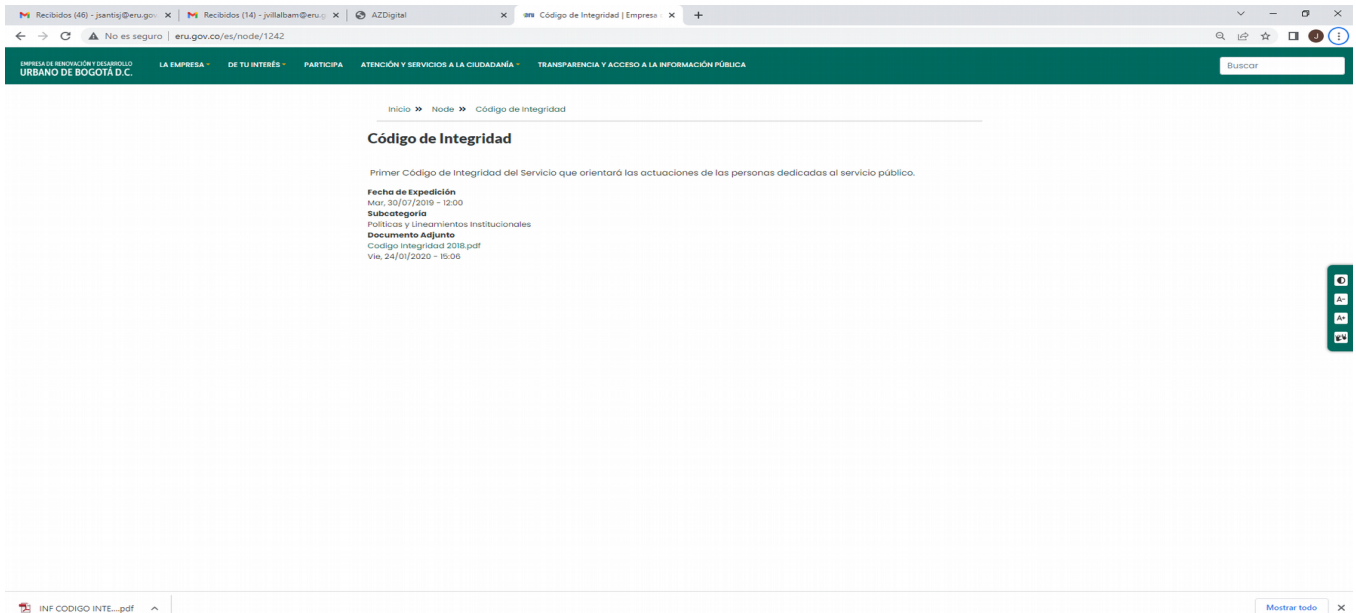 Recibidos (46) - jsantisj@eru.gov
Recibidos (14) - jvillalbam@eru.g
AZDigital
Código de Integridad | Empresa
No es seguro | eru.gov.co/es/node/1242
EMPRESA DE RENOVACIÓN Y DESARROLLO
URBANO DE BOGOTÁ D.C.
LA EMPRESA
DE TU INTERÉS
PARTICIPA
ATENCIÓN Y SERVICIOS A LA CIUDADANÍA
TRANSPARENCIA Y ACCESO A LA INFORMACIÓN PÚBLICA
Buscar
Inicio » Node » Código de Integridad
Código de Integridad
Primer Código de Integridad del Servicio que orientará las actuaciones de las personas dedicadas al servicio público.
Fecha de Expedición
Mar, 30/07/2019 - 12:00
Subcategoría
Políticas y Lineamientos Institucionales
Documento Adjunto
Codigo Integridad 2018.pdf
Vie, 24/01/2020 - 15:06
A-
A+
INF CODIGO INTE....pdf
Mostrar todo